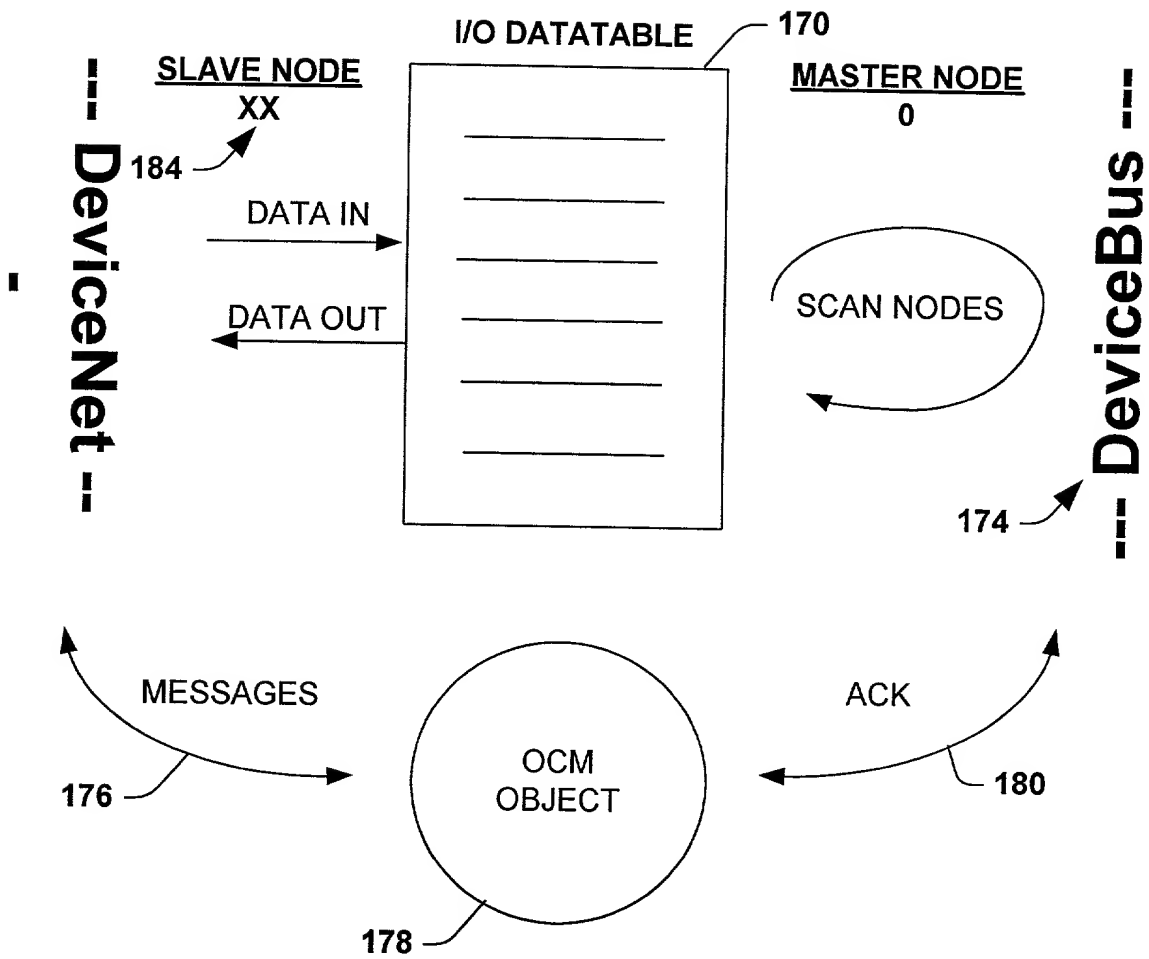 I/O DATATABLE
170
SLAVE NODE
XX
184
MASTER NODE
0
--- DeviceNet --
-
DATA IN
DATA OUT
SCAN NODES
--- DeviceBus ---
174
MESSAGES
176
OCM
OBJECT
178
ACK
180